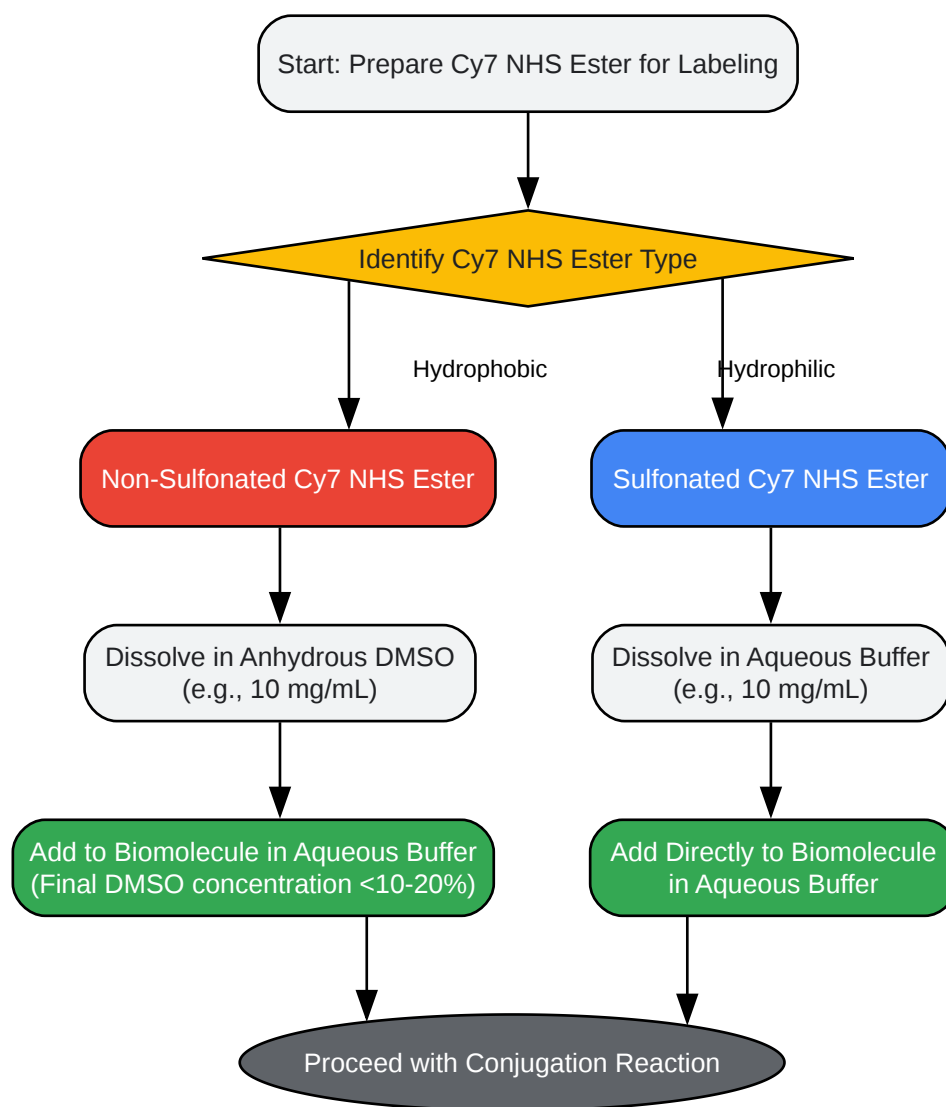 Start: Prepare Cy7 NHS Ester for Labeling
Identify Cy7 NHS Ester Type
Hydrophobic
Hydrophilic
Non-Sulfonated Cy7 NHS Ester
Sulfonated Cy7 NHS Ester
Dissolve in Anhydrous DMSO
(e.g., 10 mg/mL)
Dissolve in Aqueous Buffer
(e.g., 10 mg/mL)
Add to Biomolecule in Aqueous Buffer
(Final DMSO concentration <10-20%)
Add Directly to Biomolecule
in Aqueous Buffer
Proceed with Conjugation Reaction